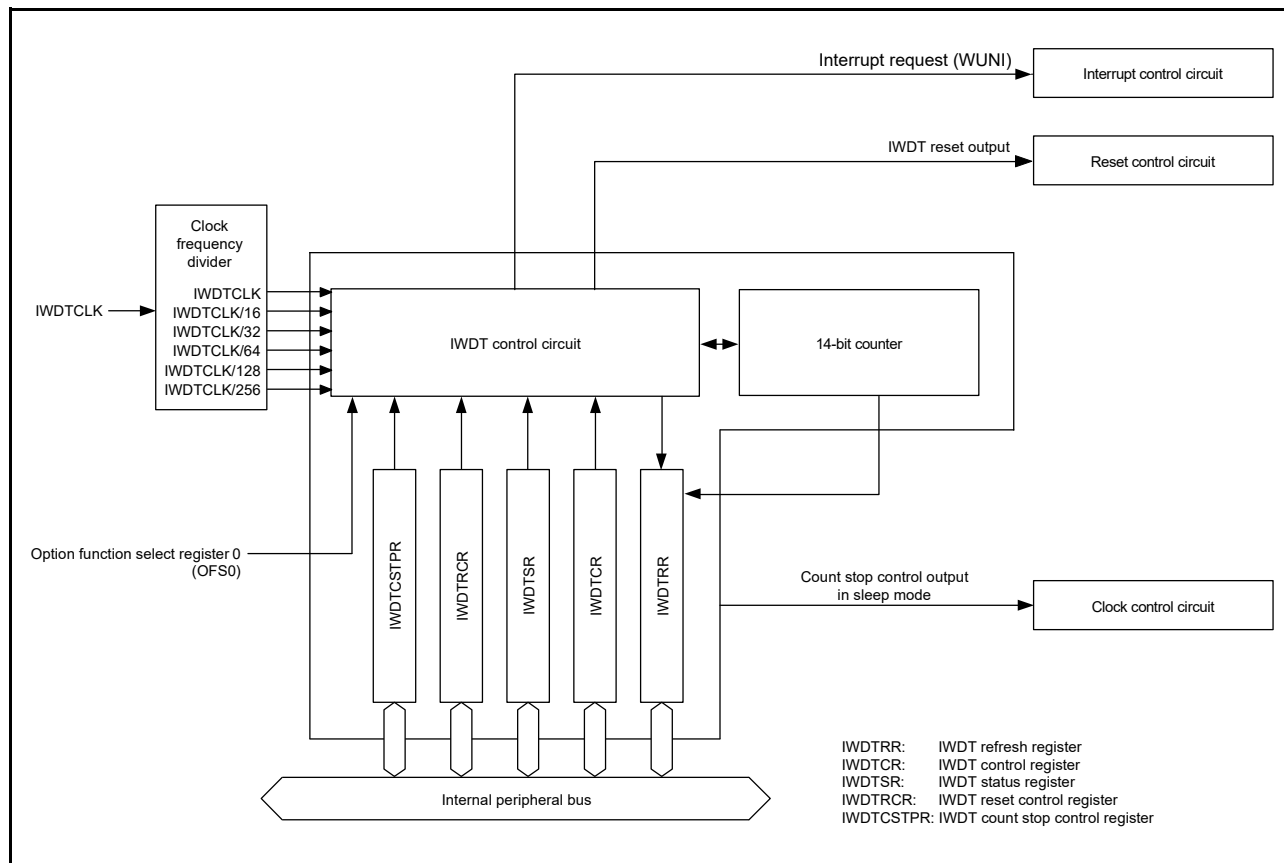 Interrupt request (WUNI)
Interrupt control circuit
IWDT reset output
Reset control circuit
Clock
frequency
divider
IWDTCLK
IWDTCLK
IWDTCLK/16
IWDTCLK/32
IWDTCLK/64
IWDTCLK/128
IWDTCLK/256
IWDT control circuit
14-bit counter
Option function select register 0
(OFS0)
IWDTCSTPR
IWDTRCR
IWDTSR
IWDTCR
IWDTRR
Count stop control output
in sleep mode
Clock control circuit
Internal peripheral bus
IWDTRR: IWDT refresh register
IWDTCR: IWDT control register
IWDTSR: IWDT status register
IWDTRCR: IWDT reset control register
IWDTCSTPR: IWDT count stop control register